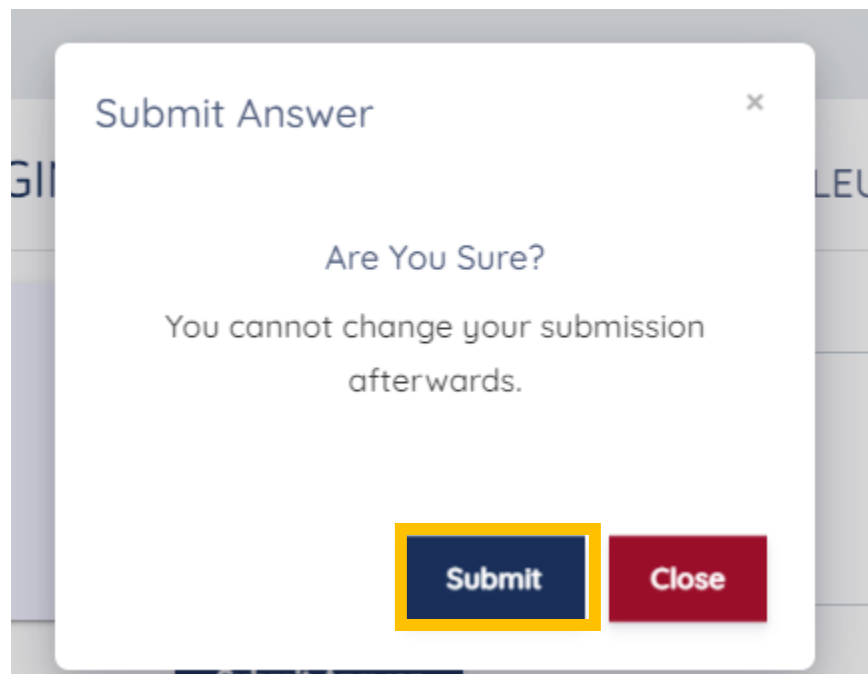 Submit Answer
×
Are You Sure?
You cannot change your submission
afterwards.
Submit Close